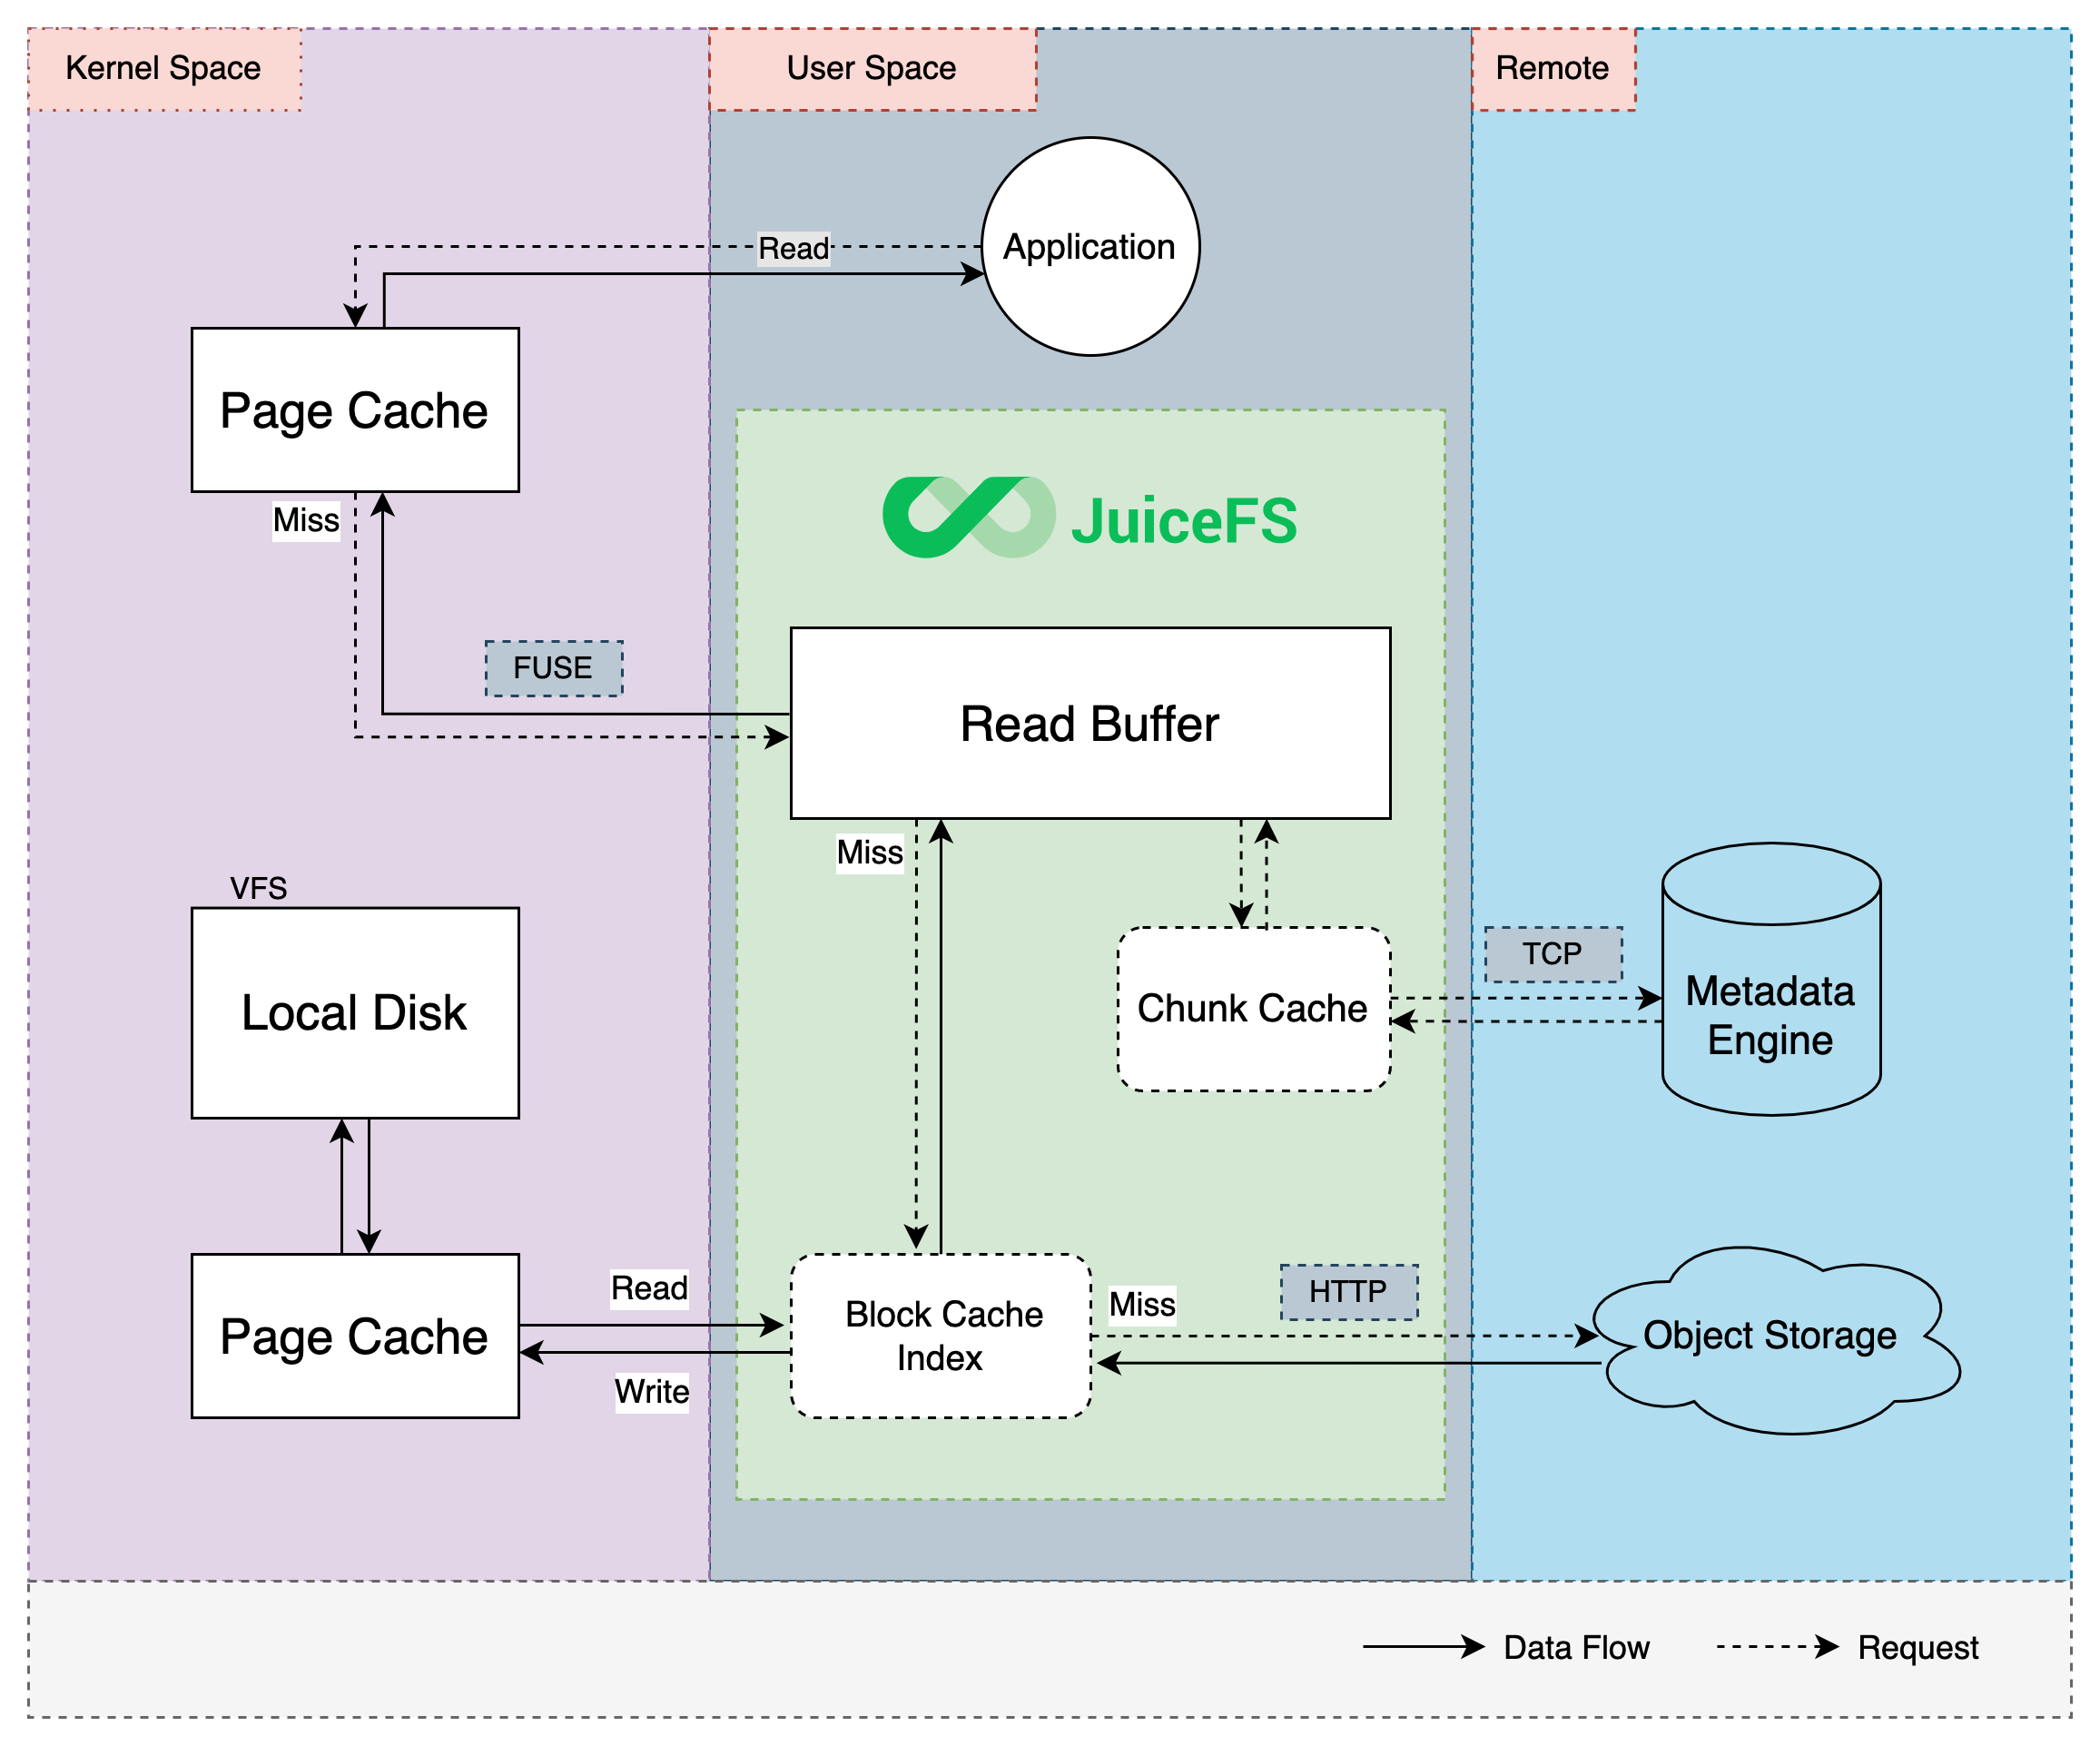 Kernel Space
User Space
Remote
Read
Application
Page Cache
Miss
JuiceFS
FUSE
Read Buffer
Miss
VFS
Local Disk
Chunk Cache
TCP
Metadata
Engine
Page Cache
Read
Write
Block Cache
Index
Miss
HTTP
Object Storage
Data Flow
Request